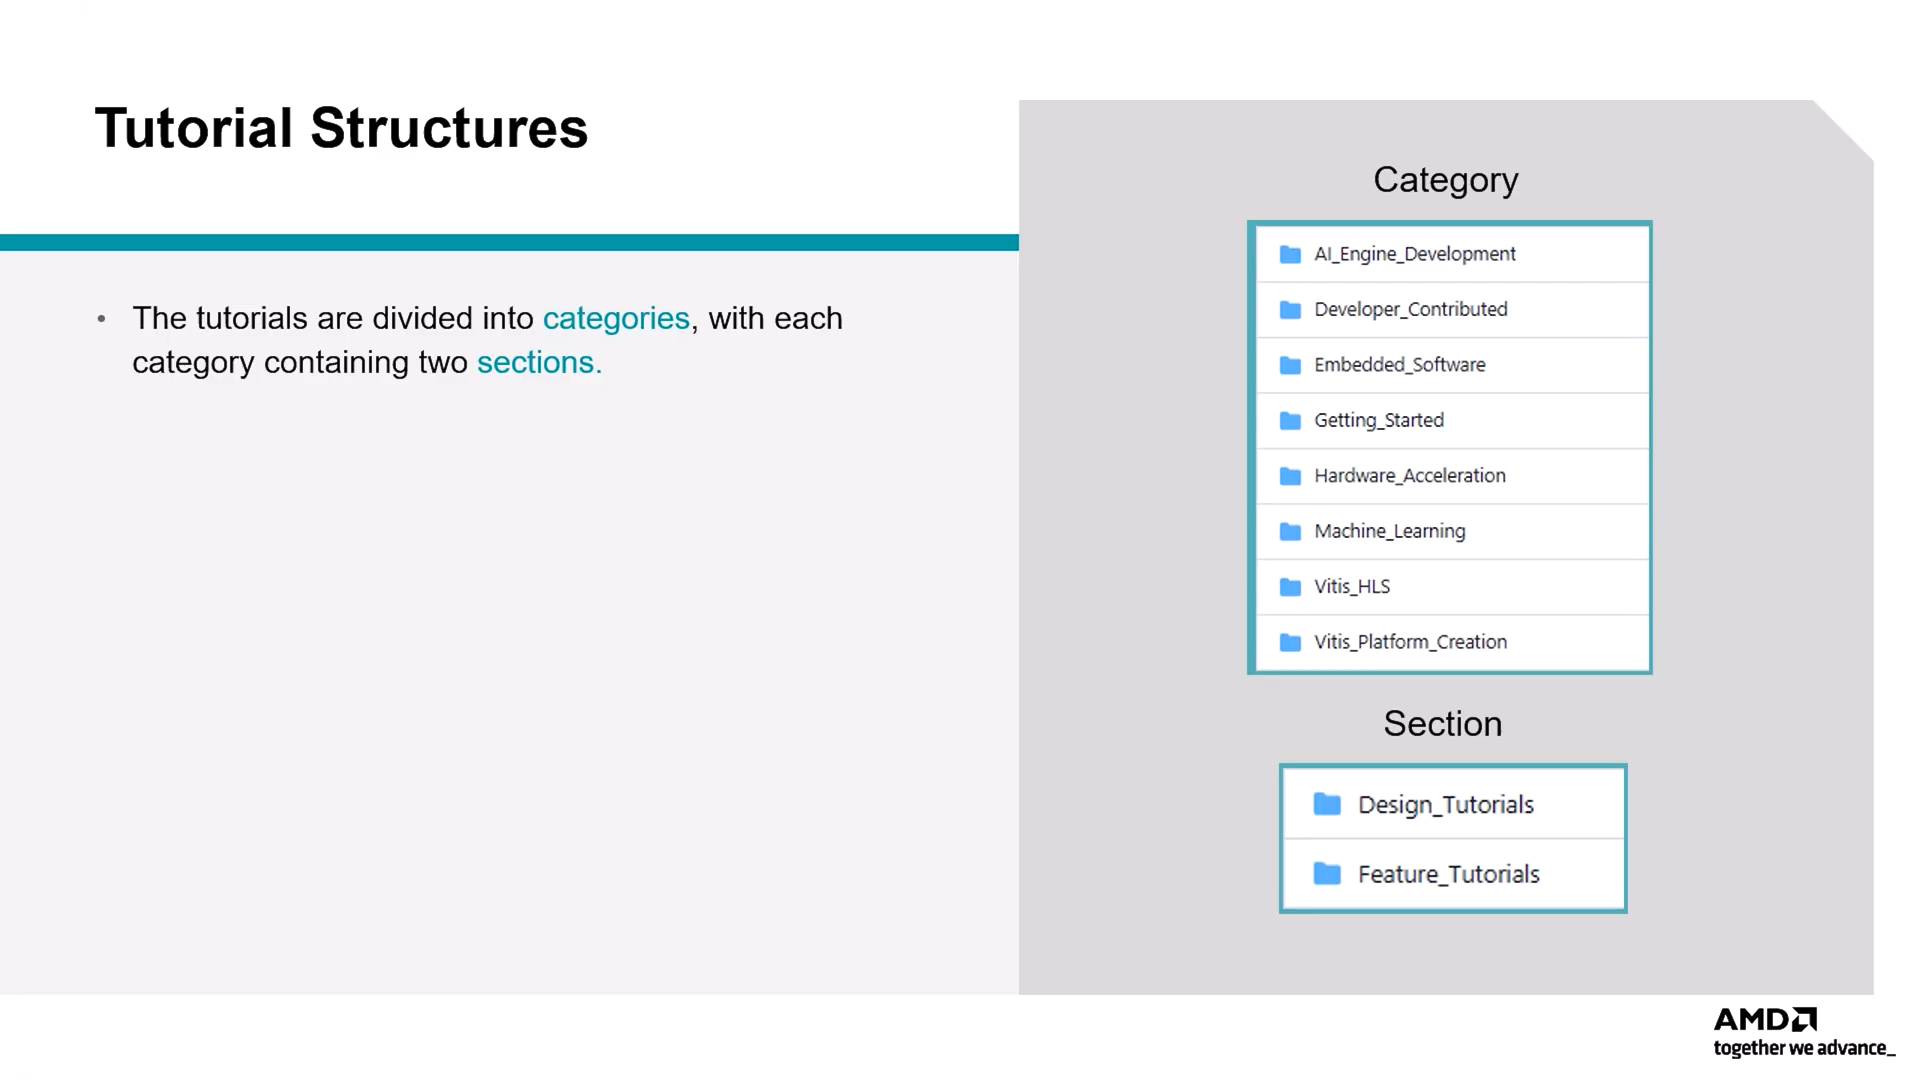 Tutorial Structures
• The tutorials are divided into categories, with each
category containing two sections.
Category
AI_Engine_Development
Developer_Contributed
Embedded_Software
Getting_Started
Hardware_Acceleration
Machine_Learning
Vitis_HLS
Vitis_Platform_Creation
Section
Design_Tutorials
Feature_Tutorials
AMD
together we advance_